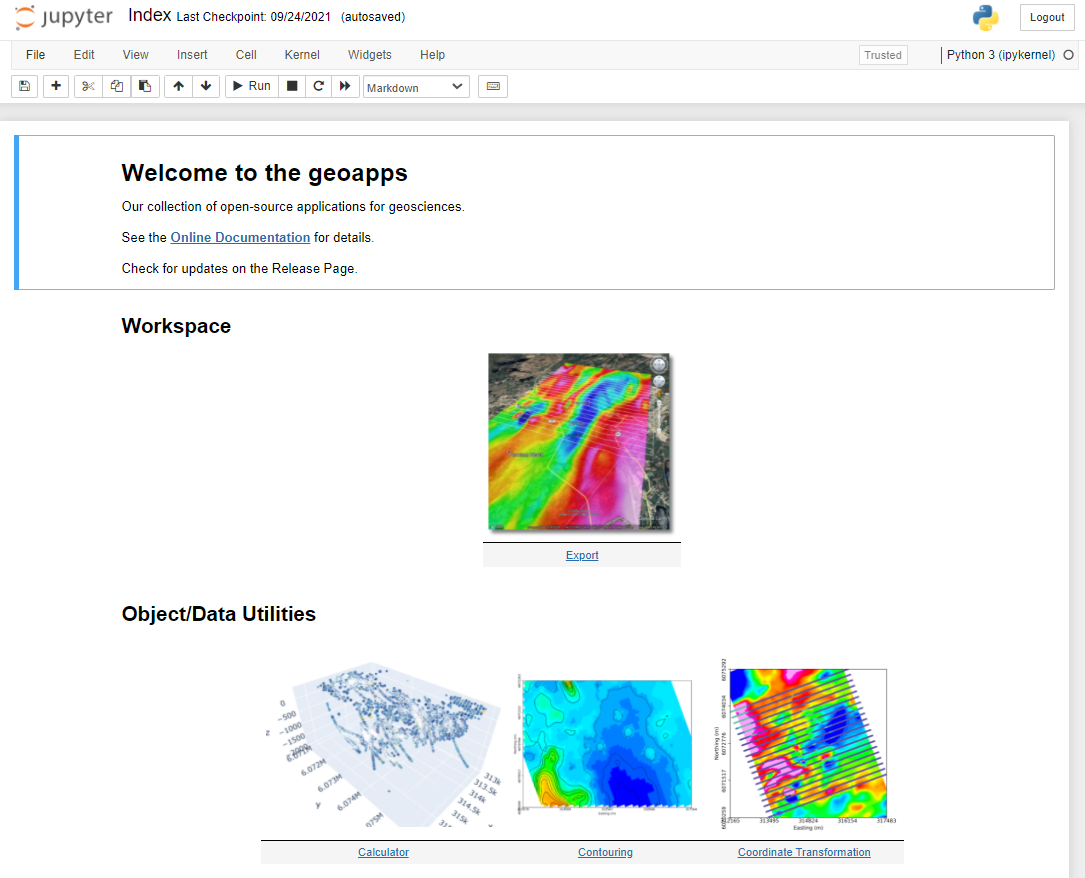 jupyter Index Last Checkpoint: 09/24/2021 (autosaved)
Logout
File Edit View Insert Cell Kernel Widgets Help
Trusted
Python 3 (ipykernel)
Run
Markdown
Welcome to the geoapps
Our collection of open-source applications for geosciences.
See the Online Documentation for details.
Check for updates on the Release Page.
Workspace
Export
Object/Data Utilities
0
-500
-1000
-1500
z
6.071M
6.072M
6.073M
6.074M
y
313k
313.5k
314k
314.5k
315k
6075292
6074034
6072776
6071517
Northing (m)
313495 314824 316154 317483
Easting (m)
Calculator Contouring Coordinate Transformation